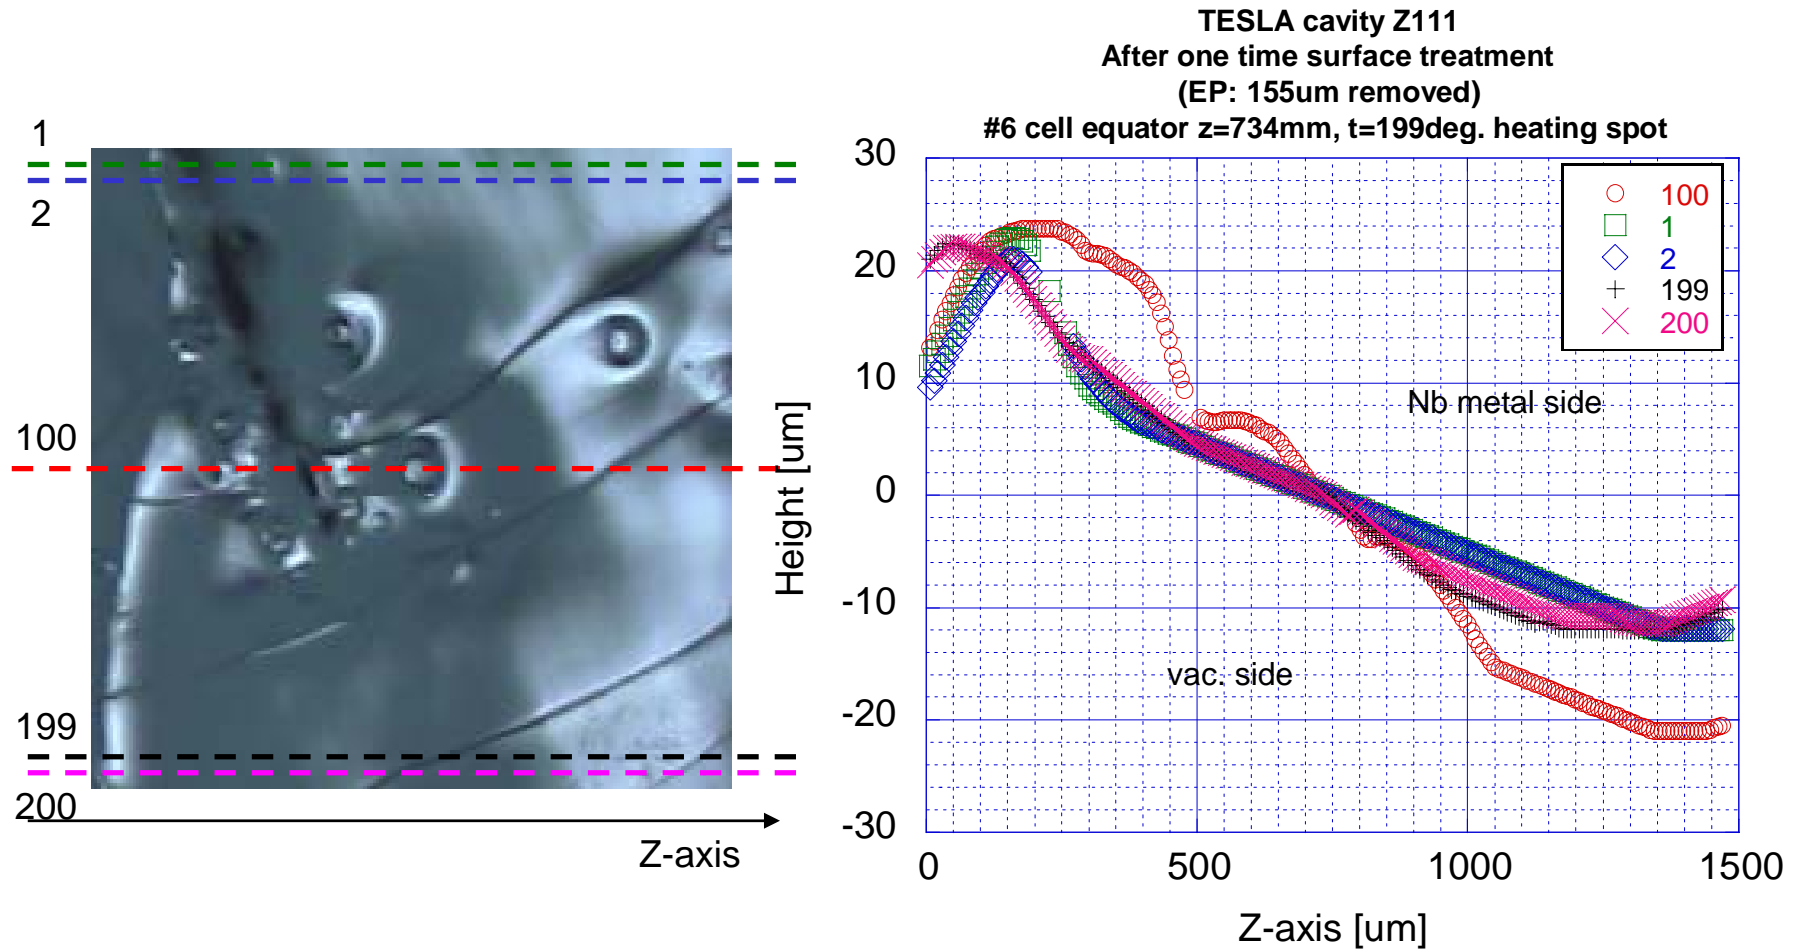 TESLA cavity Z111
After one time surface treatment
(EP: 155um removed)
#6 cell equator z=734mm, t=199deg. heating spot
1
2
100
199
200
Z-axis
Height [um]
30
20
10
0
-10
-20
-30
100
1
2
199
200
Nb metal side
vac. side
0
500
1000
1500
Z-axis [um]